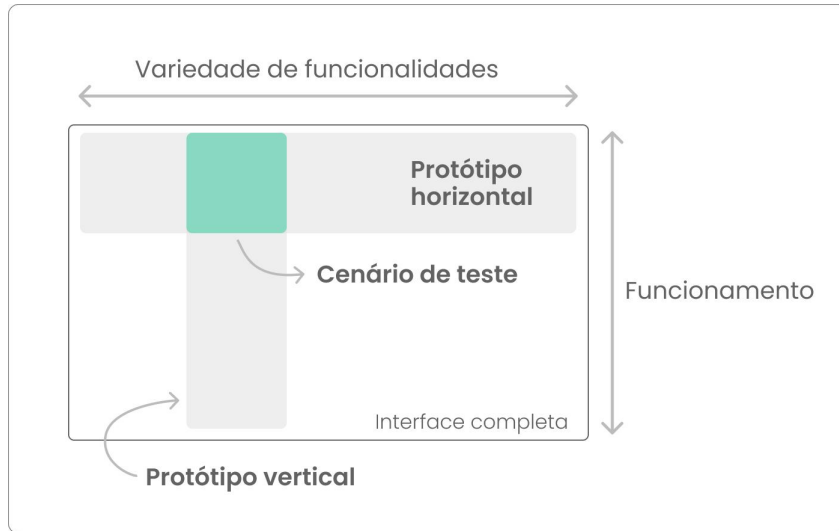 Variedade de funcionalidades
Protótipo
horizontal
Cenário de teste
Funcionamento
Interface completa
Protótipo vertical